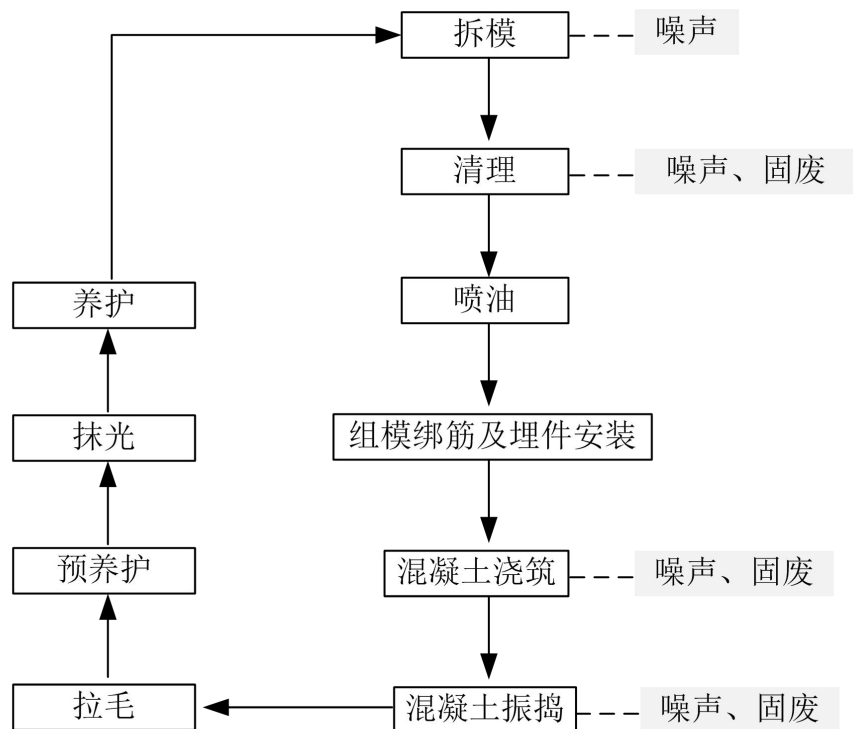 拆模
噪声
清理
噪声、固废
养护
喷油
抹光
组模绑筋及埋件安装
预养护
混凝土浇筑
噪声、固废
拉毛
混凝土振捣
噪声、固废